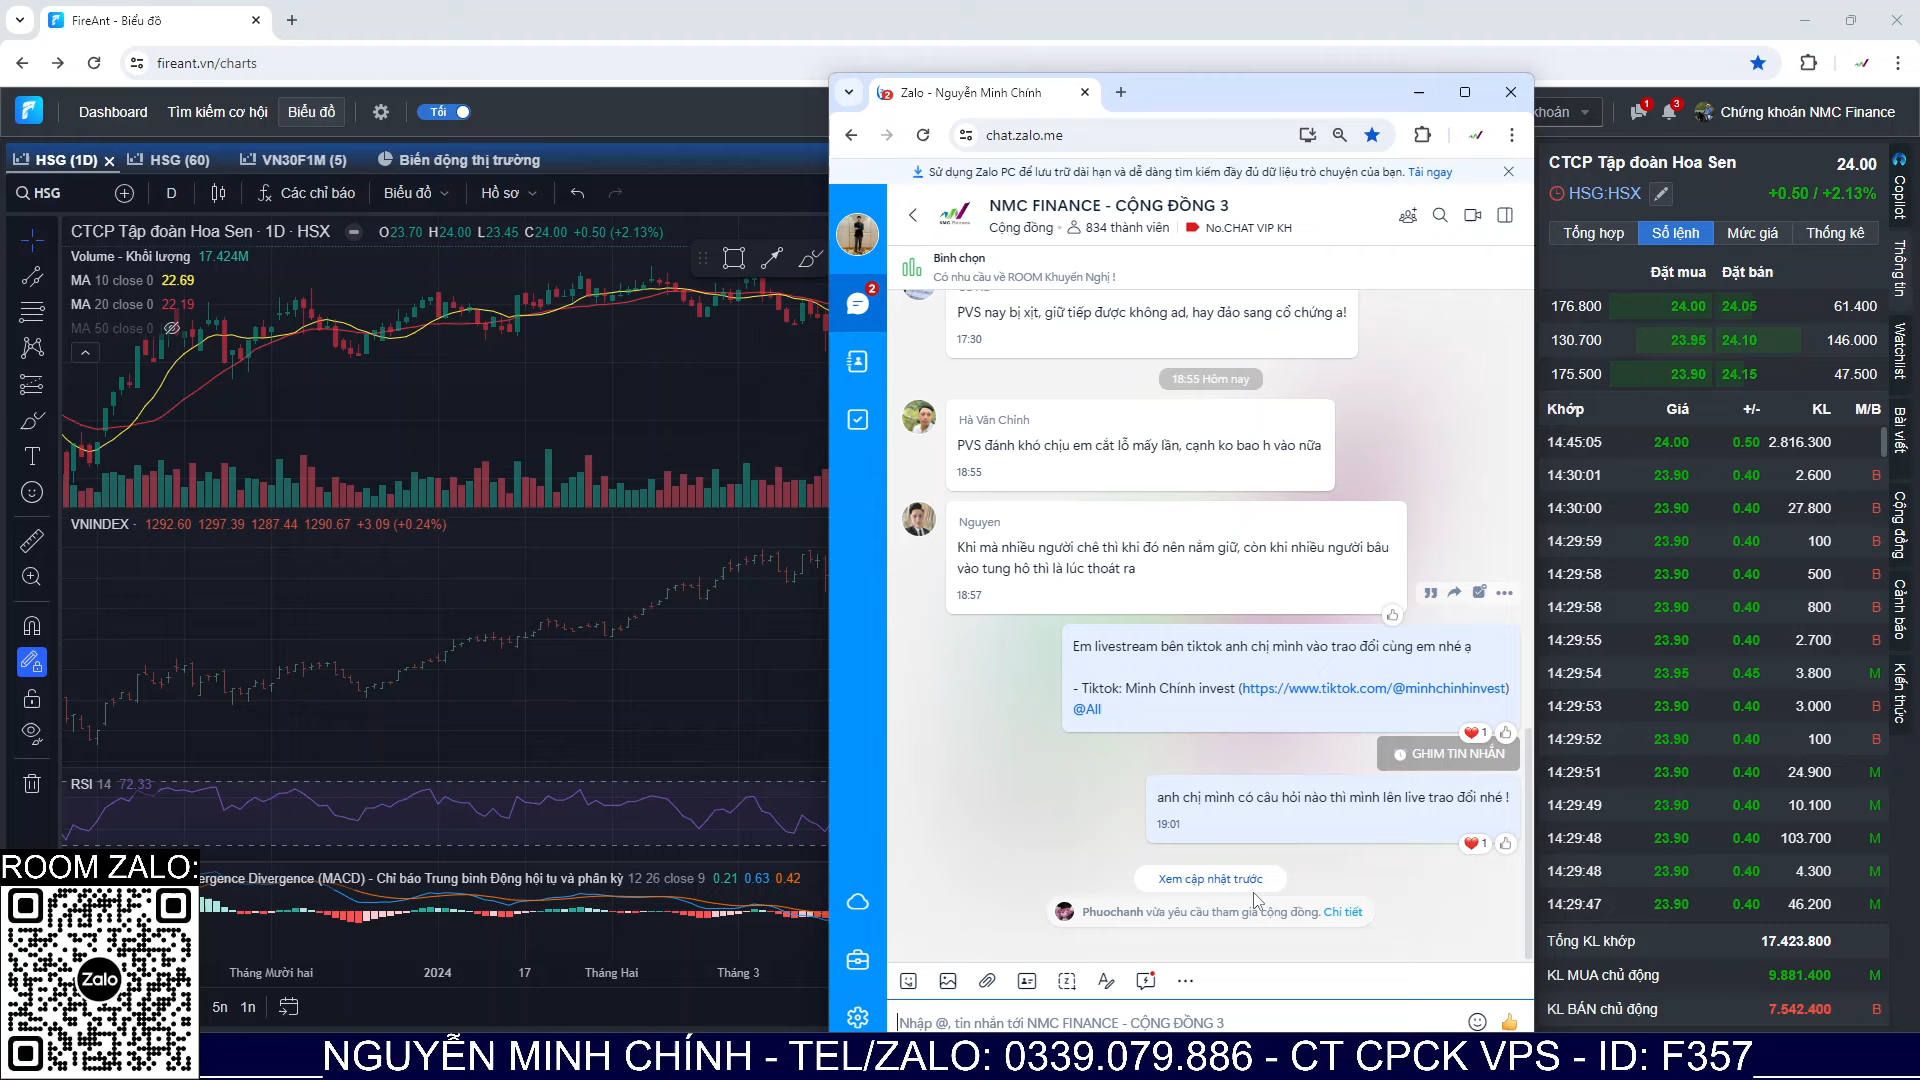 FireAnt - Biểu đồ
fireant.vn/charts
Dashboard
Tìm kiếm cơ hội
Biểu đồ
Tối
khoán
1
3
Chứng khoán NMC Finance
HSG (1D)
HSG (60)
VN30F1M (5)
Biến động thị trường
HSG
D
Các chỉ báo
Biểu đồ
Hồ sơ
CTCP Tập đoàn Hoa Sen · 1D · HSX
O23.70 H24.00 L23.45 C24.00 +0.50 (+2.13%)
Volume - Khối lượng 17.424M
MA 10 close 0 22.69
MA 20 close 0 22.19
MA 50 close 0
VNINDEX · 1292.60 1297.39 1287.44 1290.67 +3.09 (+0.24%)
RSI 14 72.33
ergence Divergence (MACD) - Chỉ báo Trung bình Động hội tụ và phân kỳ 12 26 close 9 0.21 0.63 0.42
Tháng Mười hai
2024
17
Tháng Hai
Tháng 3
5n
1n
ROOM ZALO:
Zalo
Zalo - Nguyễn Minh Chính
chat.zalo.me
Sử dụng Zalo PC để lưu trữ dài hạn và dễ dàng tìm kiếm đầy đủ dữ liệu trò chuyện của bạn. Tải ngay
2
NMC FINANCE - CỘNG ĐỒNG 3
Cộng đồng · 834 thành viên No.CHAT VIP KH
Bình chọn
Có nhu cầu về ROOM Khuyến Nghị !
PVS nay bị xịt, giữ tiếp được không ad, hay đảo sang cổ chứng a!
17:30
18:55 Hôm nay
Hà Văn Chỉnh
PVS đánh khó chịu em cắt lỗ mấy lần, cạnh ko bao h vào nữa
18:55
Nguyen
Khi mà nhiều người chê thì khi đó nên nắm giữ, còn khi nhiều người bâu
vào tung hô thì là lúc thoát ra
18:57
Em livestream bên tiktok anh chị mình vào trao đổi cùng em nhé ạ
- Tiktok: Minh Chính invest (https://www.tiktok.com/@minhchinhinvest)
@All
1
GHIM TIN NHẮN
anh chị mình có câu hỏi nào thì mình lên live trao đổi nhé !
19:01
1
Xem cập nhật trước
Phuochanh vừa yêu cầu tham gia cộng đồng. Chi tiết
Nhập @, tin nhắn tới NMC FINANCE - CỘNG ĐỒNG 3
CTCP Tập đoàn Hoa Sen 24.00
HSG:HSX +0.50 / +2.13%
Tổng hợp
Sổ lệnh
Mức giá
Thống kê
Đặt mua Đặt bán
176.800 24.00 24.05 61.400
130.700 23.95 24.10 146.000
175.500 23.90 24.15 47.500
Khớp Giá +/- KL M/B
14:45:05 24.00 0.50 2.816.300
14:30:01 23.90 0.40 2.600 B
14:30:00 23.90 0.40 27.800 B
14:29:59 23.90 0.40 100 B
14:29:58 23.90 0.40 500 B
14:29:58 23.90 0.40 800 B
14:29:55 23.90 0.40 2.700 B
14:29:54 23.95 0.45 3.800 M
14:29:53 23.90 0.40 3.000 B
14:29:52 23.90 0.40 100 B
14:29:51 23.90 0.40 24.900 M
14:29:49 23.90 0.40 10.100 M
14:29:48 23.90 0.40 103.700 M
14:29:48 23.90 0.40 4.300 M
14:29:47 23.90 0.40 46.200 M
Tổng KL khớp 17.423.800
KL MUA chủ động 9.881.400 M
KL BÁN chủ động 7.542.400 B
Copilot
Thông tin
Watchlist
Bài viết
Cộng đồng
Cảnh báo
Kiến thức
NGUYỄN MINH CHÍNH - TEL/ZALO: 0339.079.886 - CT CPCK VPS - ID: F357